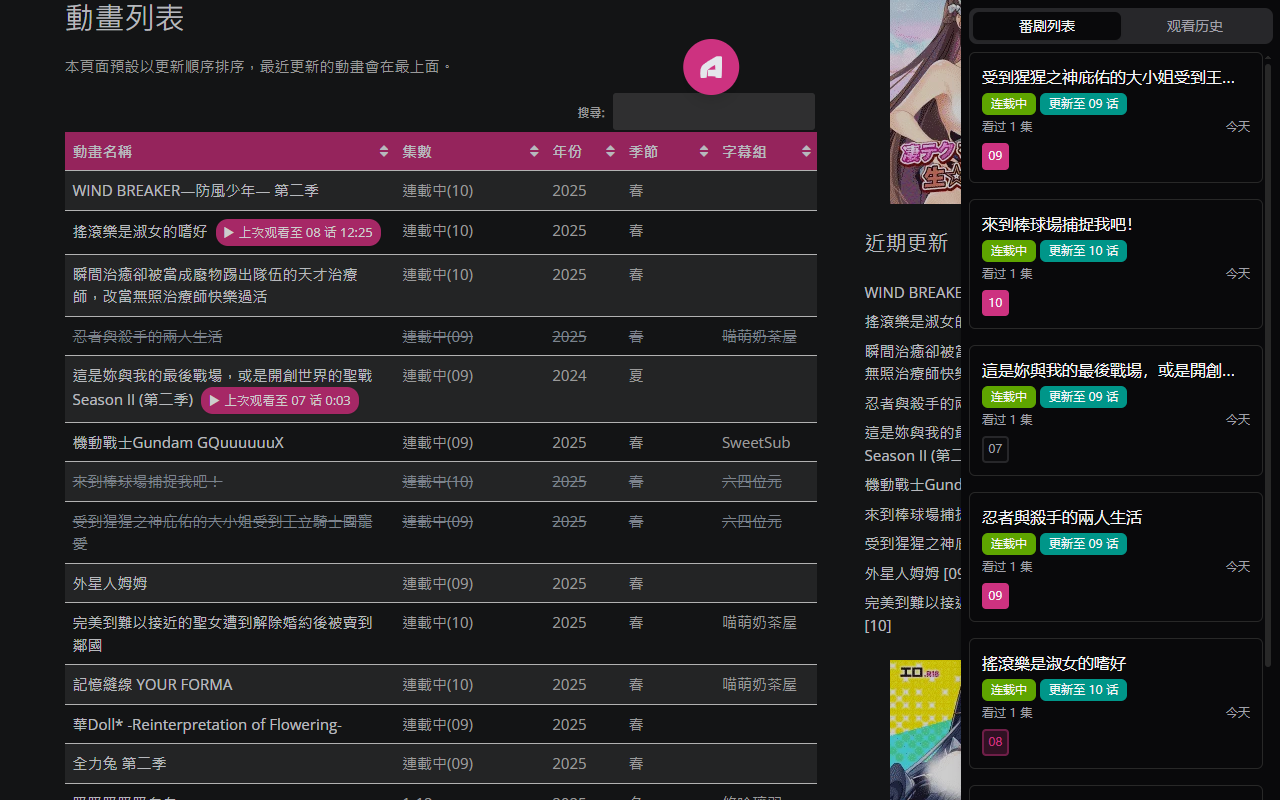 動畫列表
本頁面預設以更新順序排序，最近更新的動畫會在最上面。
搜尋:
動畫名稱 集數 年份 季節 字幕組
WIND BREAKER—防風少年— 第二季 連載中(10) 2025 春
搖滾樂是淑女的嗜好 ▶ 上次观看至 08 话 12:25 連載中(10) 2025 春
瞬間治癒卻被當成廢物踢出隊伍的天才治療 連載中(10) 2025 春
師，改當無照治療師快樂過活
忍者與殺手的兩人生活 連載中(09) 2025 春 喵萌奶茶屋
這是妳與我的最後戰場，或是開創世界的聖戰 連載中(09) 2024 夏
Season II (第二季) ▶ 上次观看至 07 话 0:03
機動戰士Gundam GQuuuuuuX 連載中(09) 2025 春 SweetSub
來到棒球場捕捉我吧！ 連載中(10) 2025 春 六四位元
受到猩猩之神庇佑的大小姐受到王立騎士團寵 連載中(09) 2025 春 六四位元
愛
外星人姆姆 連載中(09) 2025 春
完美到難以接近的聖女遭到解除婚約後被賣到 連載中(10) 2025 春 喵萌奶茶屋
鄰國
記憶縫線 YOUR FORMA 連載中(10) 2025 春 喵萌奶茶屋
華Doll* -Reinterpretation of Flowering- 連載中(09) 2025 春
全力兔 第二季 連載中(09) 2025 春
凄テク
生☆
近期更新
WIND BREAKE
搖滾樂是淑女的
瞬間治癒卻被當
無照治療師快樂
忍者與殺手的兩
這是妳與我的最
Season II (第二
機動戰士Gund
來到棒球場捕捉
受到猩猩之神庇
外星人姆姆 [09
完美到難以接近
[10]
エロ.R18
番剧列表 观看历史
受到猩猩之神庇佑的大小姐受到王...
连载中 更新至 09 话
看过 1 集 今天
09
來到棒球場捕捉我吧！
连载中 更新至 10 话
看过 1 集 今天
10
這是妳與我的最後戰場，或是開創...
连载中 更新至 09 话
看过 1 集 今天
07
忍者與殺手的兩人生活
连载中 更新至 09 话
看过 1 集 今天
09
搖滾樂是淑女的嗜好
连载中 更新至 10 话
看过 1 集 今天
08